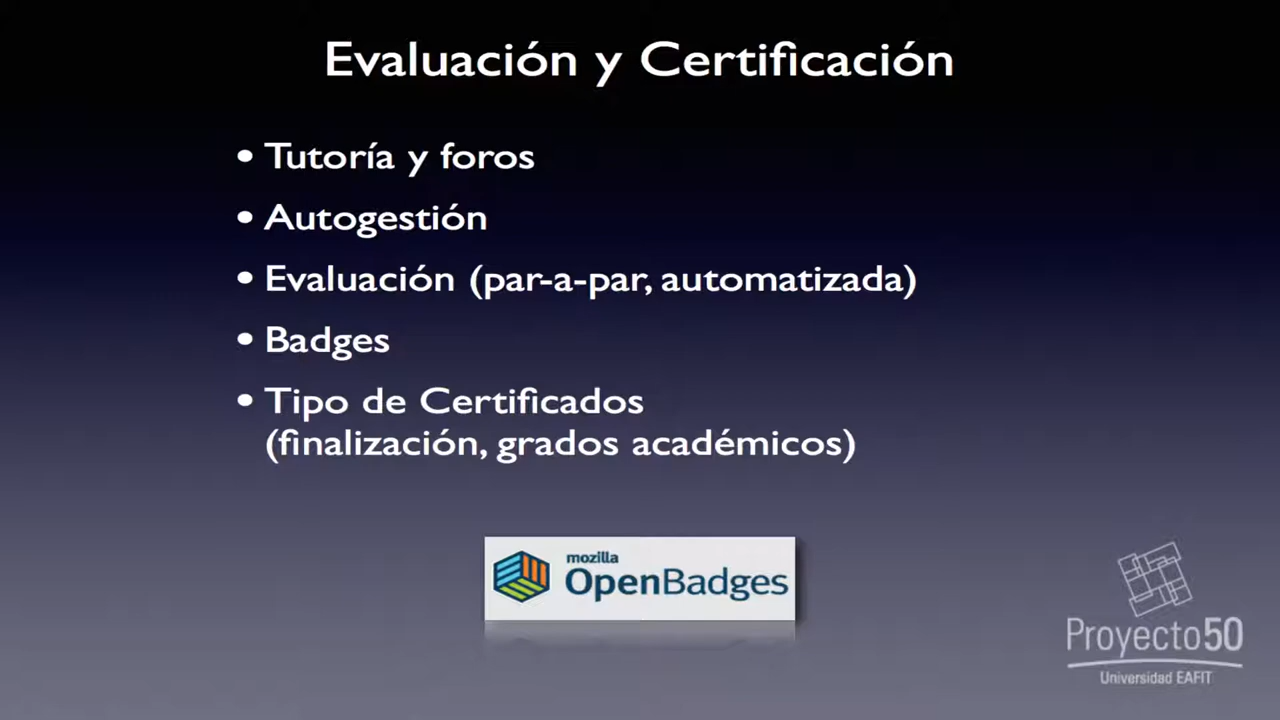 Evaluación y Certificación
• Tutoría y foros
• Autogestión
• Evaluación (par-a-par, automatizada)
• Badges
• Tipo de Certificados
(finalización, grados académicos)
mozilla
OpenBadges
Proyecto50
Universidad EAFIT